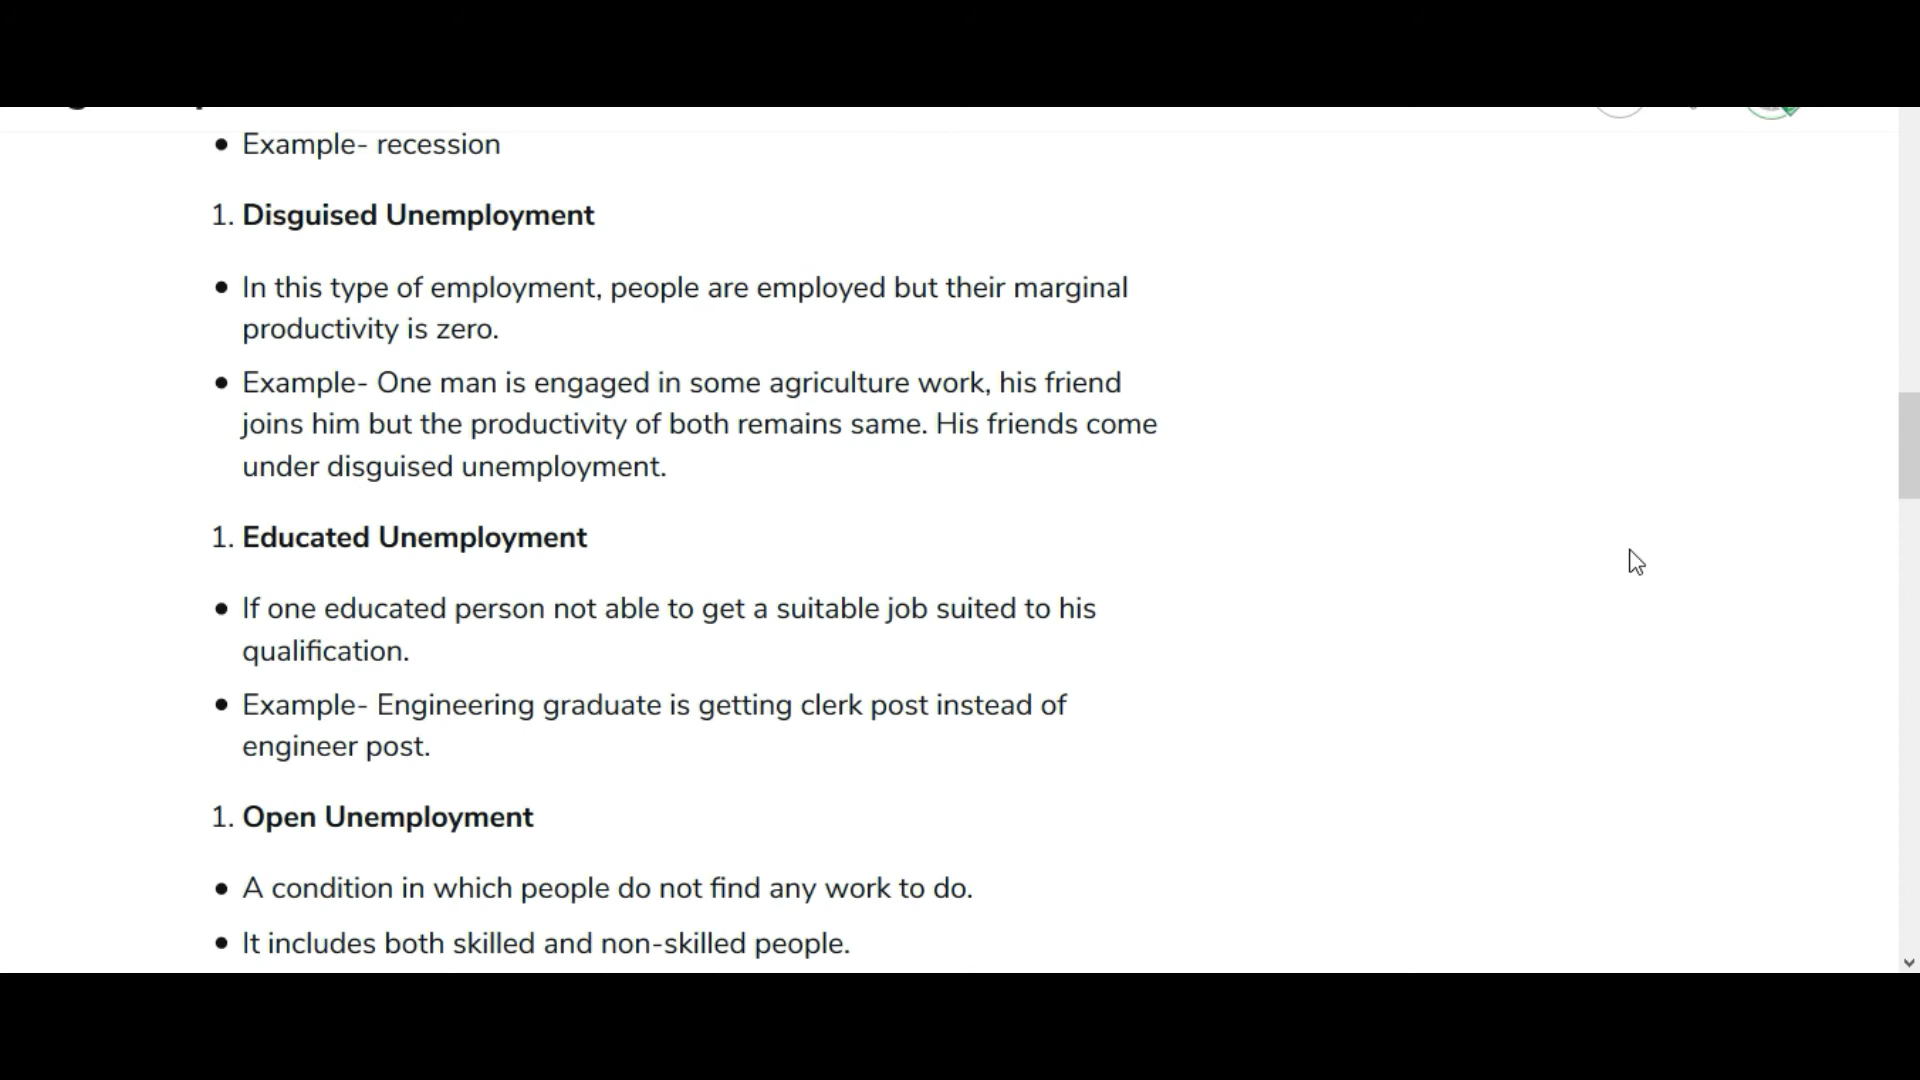 Example- recession
1. Disguised Unemployment
In this type of employment, people are employed but their marginal
productivity is zero.
Example- One man is engaged in some agriculture work, his friend
joins him but the productivity of both remains same. His friends come
under disguised unemployment.
1. Educated Unemployment
If one educated person not able to get a suitable job suited to his
qualification.
Example- Engineering graduate is getting clerk post instead of
engineer post.
1. Open Unemployment
A condition in which people do not find any work to do.
It includes both skilled and non-skilled people.